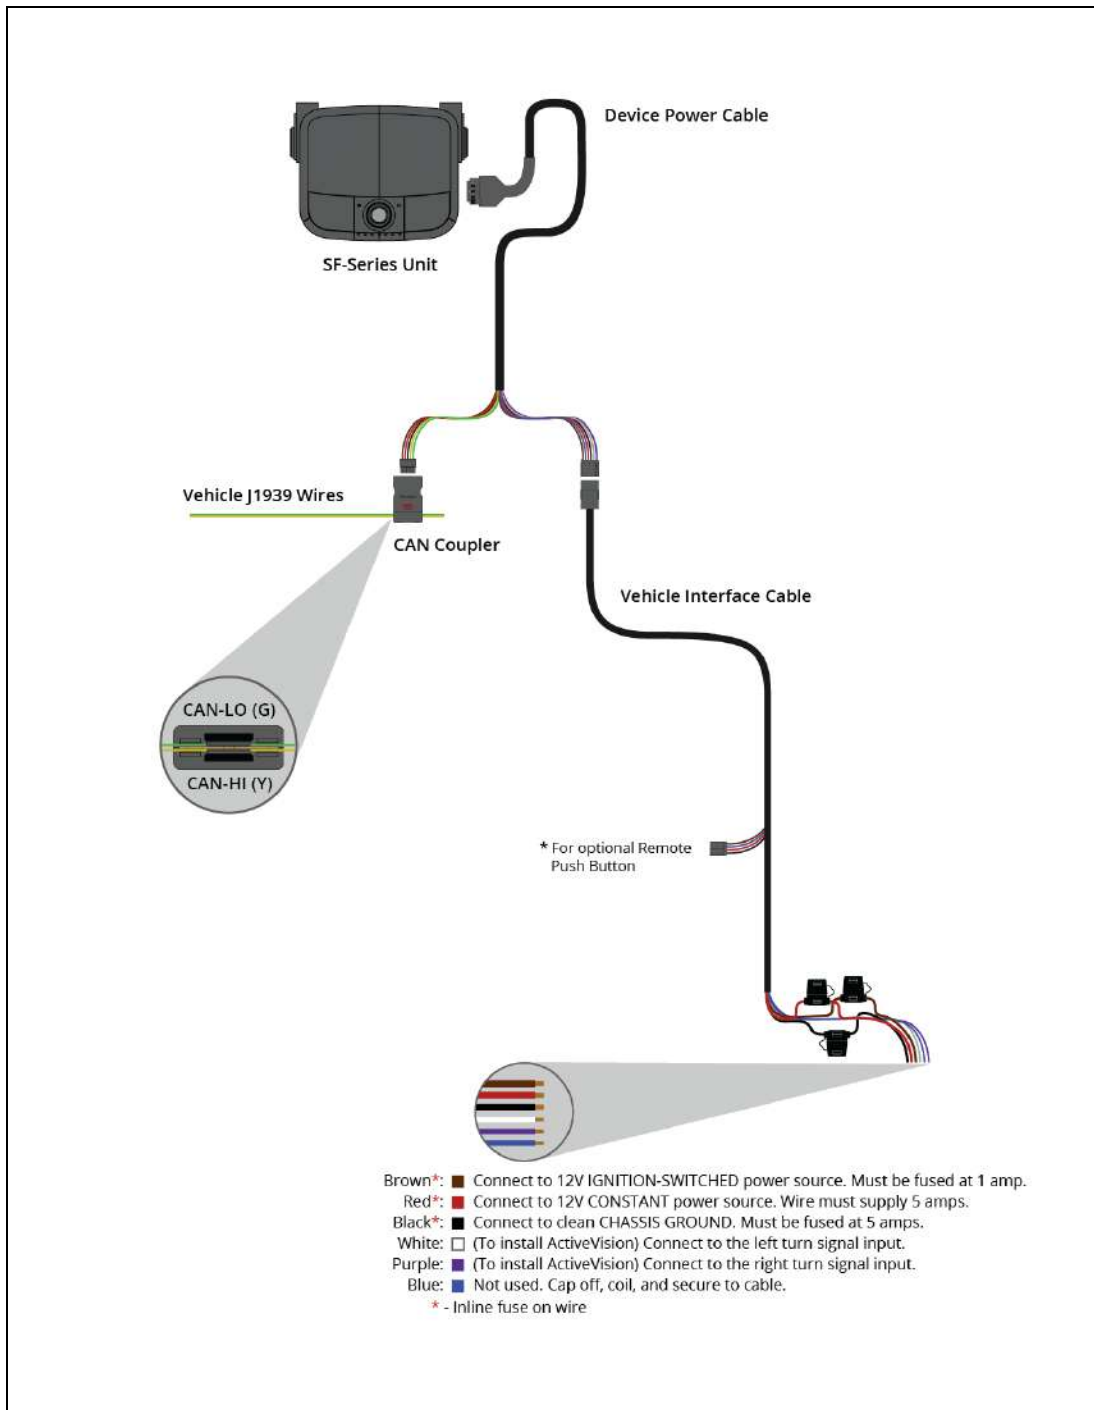 Device Power Cable
SF-Series Unit
Vehicle J1939 Wires
CAN Coupler
Vehicle Interface Cable
CAN-LO (G)
CAN-HI (Y)
* For optional Remote
Push Button
Brown*: Connect to 12V IGNITION-SWITCHED power source. Must be fused at 1 amp.
Red*: Connect to 12V CONSTANT power source. Wire must supply 5 amps.
Black*: Connect to clean CHASSIS GROUND. Must be fused at 5 amps.
White: (To install ActiveVision) Connect to the left turn signal input.
Purple: (To install ActiveVision) Connect to the right turn signal input.
Blue: Not used. Cap off, coil, and secure to cable.
* - Inline fuse on wire